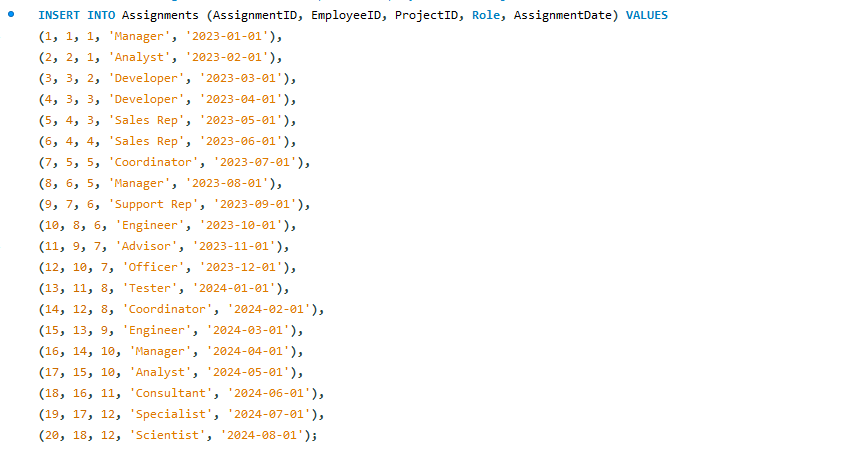 INSERT INTO Assignments (AssignmentID, EmployeeID, ProjectID, Role, AssignmentDate) VALUES
(1, 1, 1, 'Manager', '2023-01-01'),
(2, 2, 1, 'Analyst', '2023-02-01'),
(3, 3, 2, 'Developer', '2023-03-01'),
(4, 3, 3, 'Developer', '2023-04-01'),
(5, 4, 3, 'Sales Rep', '2023-05-01'),
(6, 4, 4, 'Sales Rep', '2023-06-01'),
(7, 5, 5, 'Coordinator', '2023-07-01'),
(8, 6, 5, 'Manager', '2023-08-01'),
(9, 7, 6, 'Support Rep', '2023-09-01'),
(10, 8, 6, 'Engineer', '2023-10-01'),
(11, 9, 7, 'Advisor', '2023-11-01'),
(12, 10, 7, 'Officer', '2023-12-01'),
(13, 11, 8, 'Tester', '2024-01-01'),
(14, 12, 8, 'Coordinator', '2024-02-01'),
(15, 13, 9, 'Engineer', '2024-03-01'),
(16, 14, 10, 'Manager', '2024-04-01'),
(17, 15, 10, 'Analyst', '2024-05-01'),
(18, 16, 11, 'Consultant', '2024-06-01'),
(19, 17, 12, 'Specialist', '2024-07-01'),
(20, 18, 12, 'Scientist', '2024-08-01');